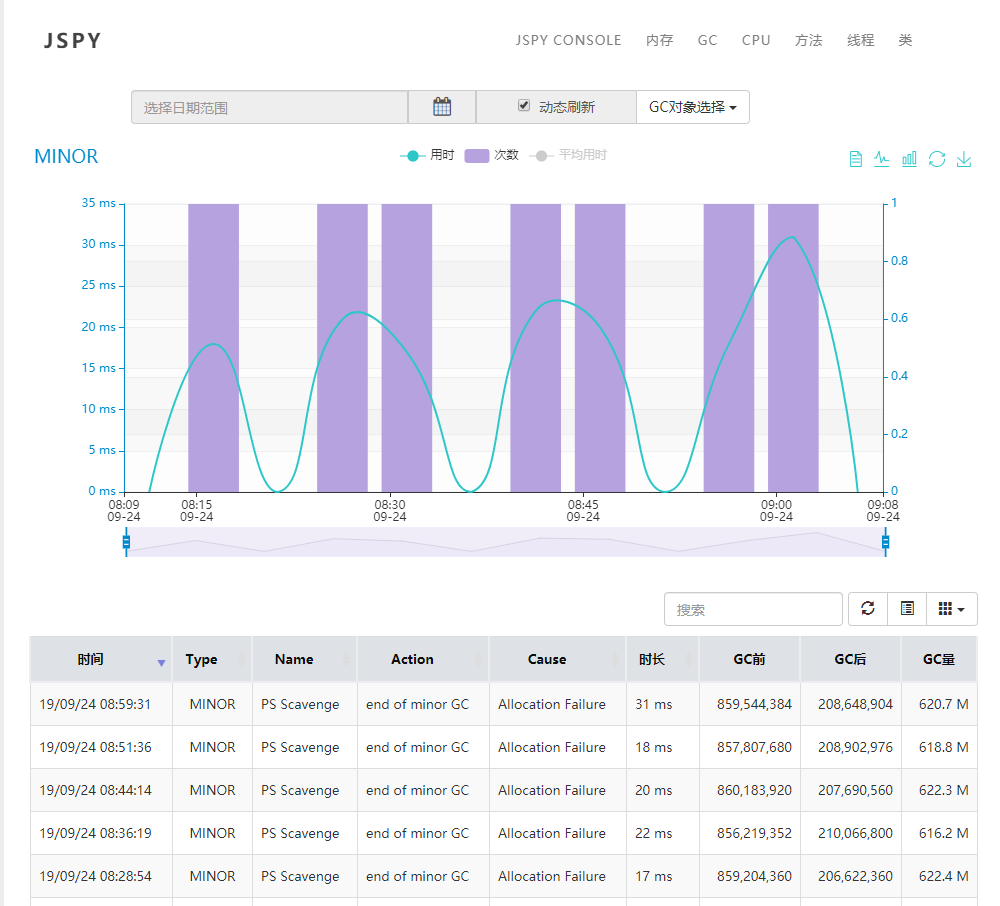 JSPY
JSPY CONSOLE 内存 GC CPU 方法 线程 类
选择日期范围 动态刷新 GC对象选择
MINOR 用时 次数 平均用时
35 ms 1
30 ms
0.8
25 ms
20 ms 0.6
15 ms 0.4
10 ms
0.2
5 ms
0 ms 0
08:09 08:15 08:30 08:45 09:00 09:08
09-24 09-24 09-24 09-24 09-24 09-24
搜索
时间 Type Name Action Cause 时长 GC前 GC后 GC量
19/09/24 08:59:31 MINOR PS Scavenge end of minor GC Allocation Failure 31 ms 859,544,384 208,648,904 620.7 M
19/09/24 08:51:36 MINOR PS Scavenge end of minor GC Allocation Failure 18 ms 857,807,680 208,902,976 618.8 M
19/09/24 08:44:14 MINOR PS Scavenge end of minor GC Allocation Failure 20 ms 860,183,920 207,690,560 622.3 M
19/09/24 08:36:19 MINOR PS Scavenge end of minor GC Allocation Failure 22 ms 856,219,352 210,066,800 616.2 M
19/09/24 08:28:54 MINOR PS Scavenge end of minor GC Allocation Failure 17 ms 859,204,360 206,622,360 622.4 M